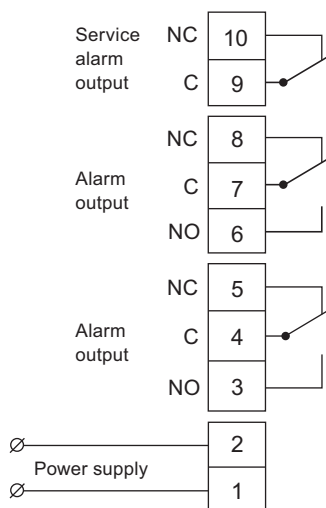 Service
alarm
output
NC 10
C 9
Alarm
output
NC 8
C 7
NO 6
Alarm
output
NC 5
C 4
NO 3
Power supply
2
1